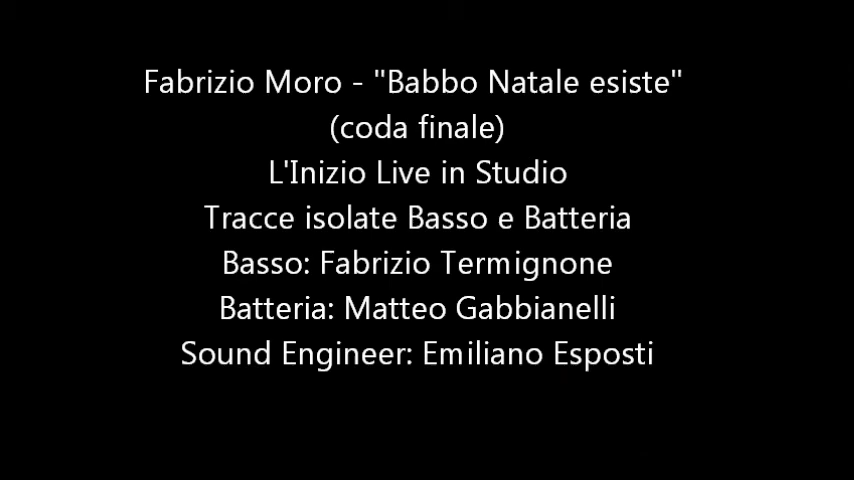 Fabrizio Moro - "Babbo Natale esiste"
(coda finale)
L'Inizio Live in Studio
Tracce isolate Basso e Batteria
Basso: Fabrizio Termignone
Batteria: Matteo Gabbianelli
Sound Engineer: Emiliano Esposti